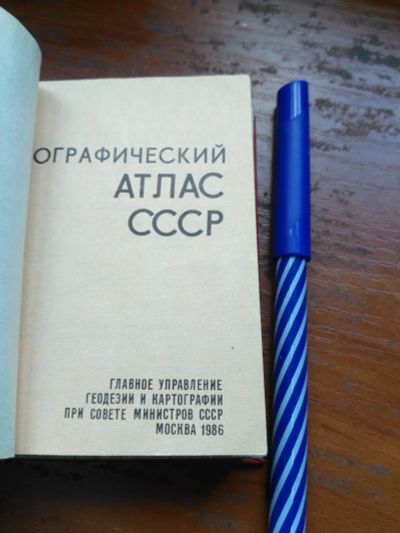 ОГРАФИЧЕСКИЙ
АТЛАС
СССР
ГЛАВНОЕ УПРАВЛЕНИЕ
ГЕОДЕЗИИ И КАРТОГРАФИИ
ПРИ СОВЕТЕ МИНИСТРОВ СССР
МОСКВА 1986